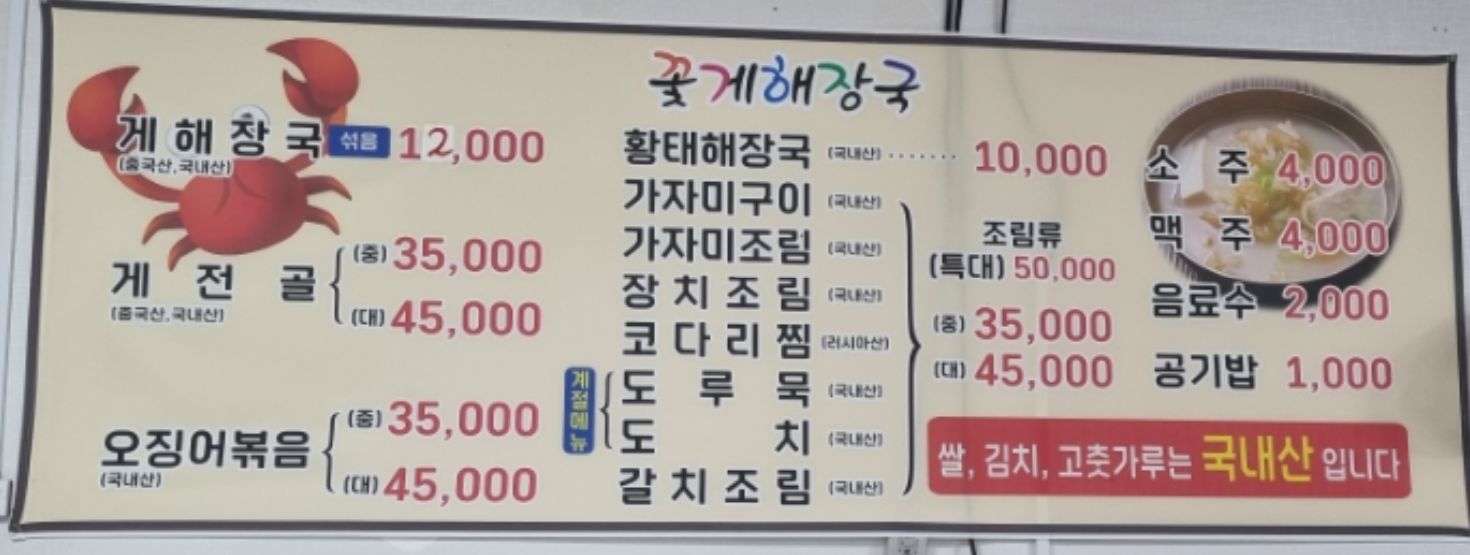 꽃게해장국
게해장국 섞음 12,000
(중국산,국내산)
게 전 골
(중국산,국내산)
(중) 35,000
(대) 45,000
오징어볶음
(국내산)
(중) 35,000
(대) 45,000
황태해장국 (국내산) ······· 10,000
가자미구이 (국내산)
가자미조림 (국내산)
장치조림 (국내산)
코다리찜 (러시아산)
계절메뉴
도 루 묵 (국내산)
도 치 (국내산)
갈치조림 (국내산)
조림류
(특대) 50,000
(중) 35,000
(대) 45,000
소 주 4,000
맥 주 4,000
음료수 2,000
공기밥 1,000
쌀, 김치, 고춧가루는 국내산 입니다